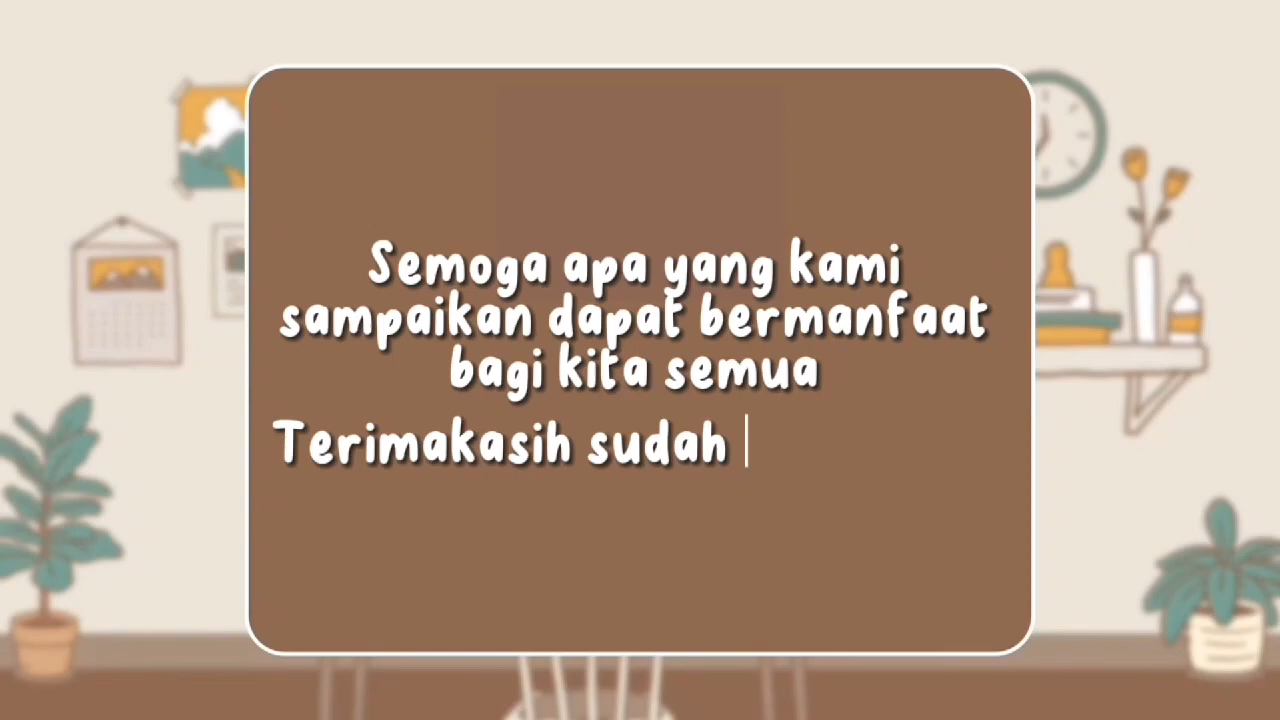 Semoga apa yang kami
sampaikan dapat bermanfaat
bagi kita semua
Terimakasih sudah